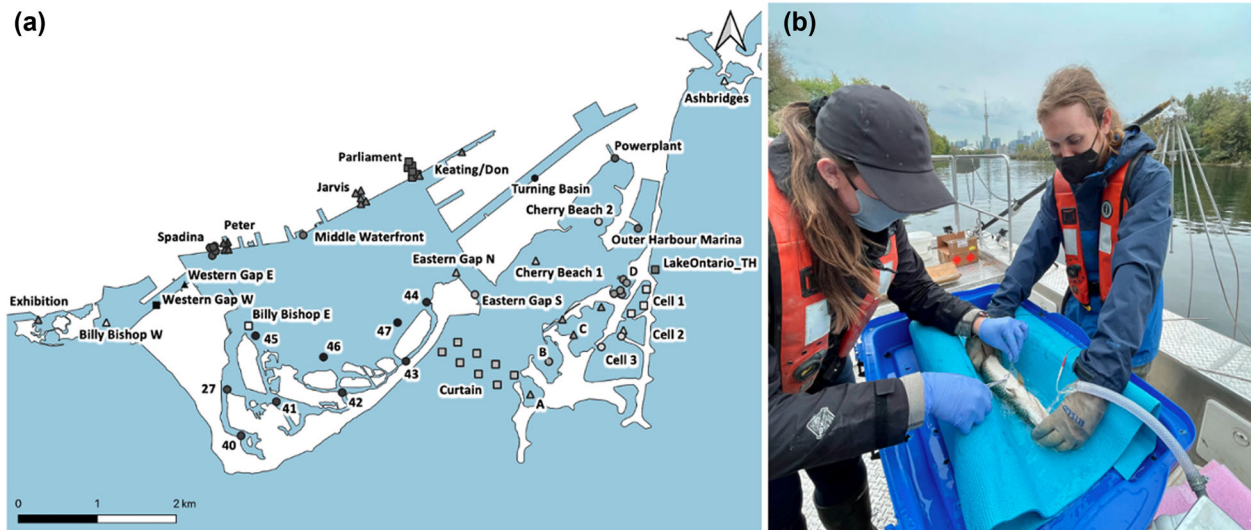 (a)
(b)
Ashbridges
Parliament
Keating/Don
Powerplant
Jarvis
Turning Basin
Peter
Cherry Beach 2
Spadina
Middle Waterfront
Outer Harbour Marina
Eastern Gap N
D
LakeOntario_TH
Western Gap E
Cherry Beach 1
Exhibition
Western Gap W
44
Eastern Gap S
Cell 1
Billy Bishop W
Billy Bishop E
47
C
Cell 2
45
46
B
Cell 3
43
Curtain
27
41
42
A
40
0
1
2 km